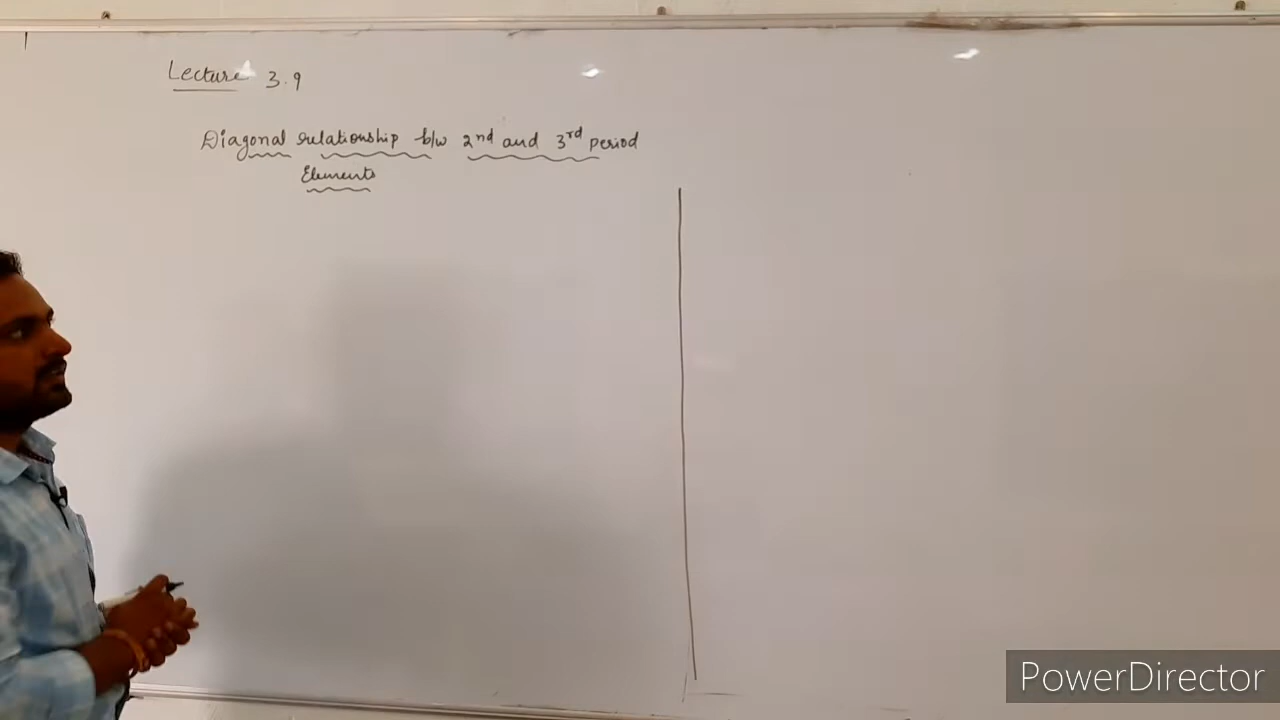 Lecture 3.9
Diagonal relationship b/w 2nd and 3rd period
Elements
PowerDirector